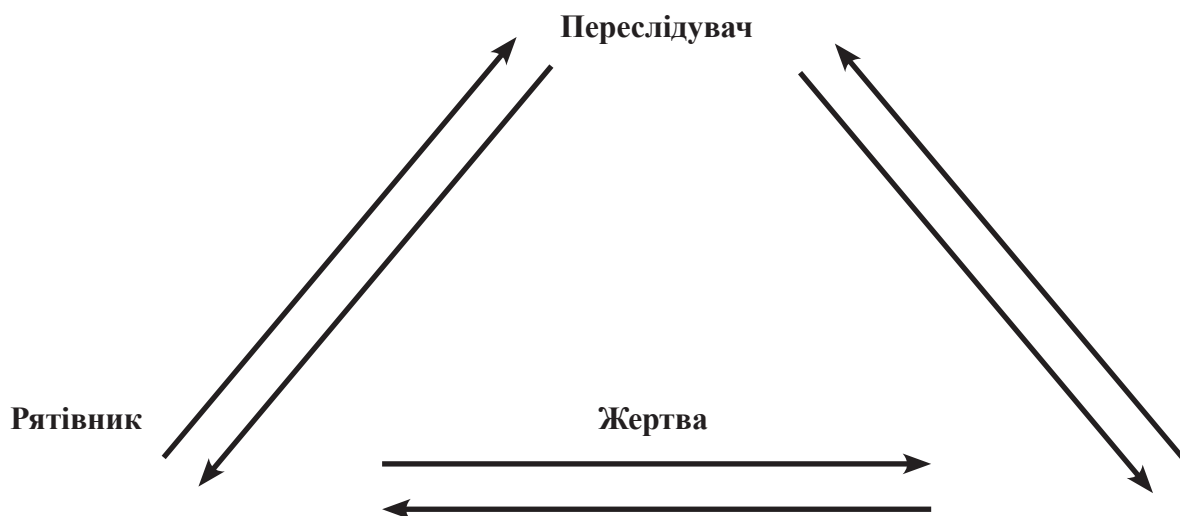 Переслідувач
Рятівник
Жертва